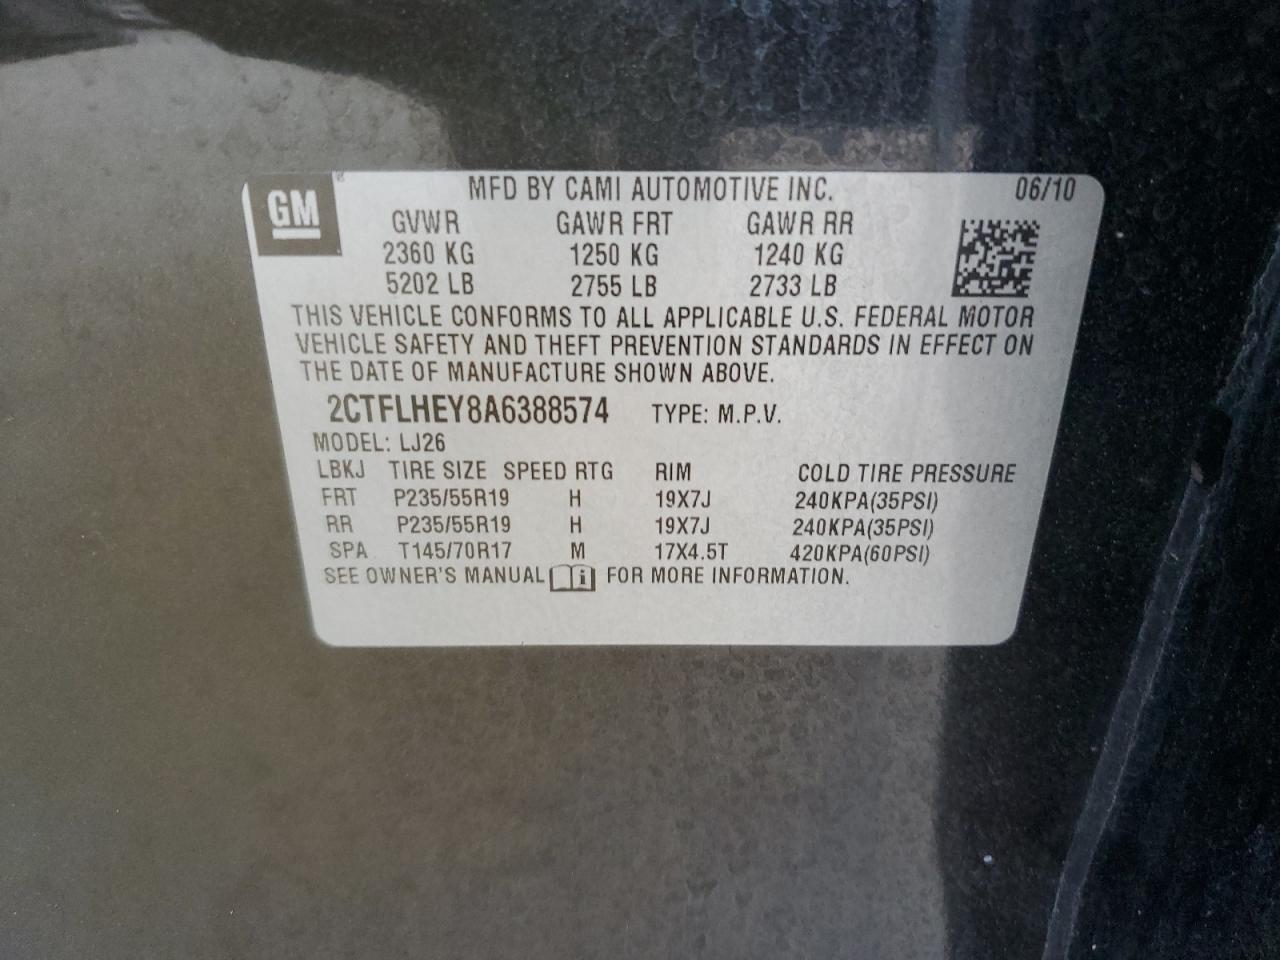 GM ® MFD BY CAMI AUTOMOTIVE INC. 06/10
GVWR GAWR FRT GAWR RR
2360 KG 1250 KG 1240 KG
5202 LB 2755 LB 2733 LB
THIS VEHICLE CONFORMS TO ALL APPLICABLE U.S. FEDERAL MOTOR
VEHICLE SAFETY AND THEFT PREVENTION STANDARDS IN EFFECT ON
THE DATE OF MANUFACTURE SHOWN ABOVE.
2CTFLHEY8A6388574 TYPE: M.P.V.
MODEL: LJ26
LBKJ TIRE SIZE SPEED RTG RIM COLD TIRE PRESSURE
FRT P235/55R19 H 19X7J 240KPA(35PSI)
RR P235/55R19 H 19X7J 240KPA(35PSI)
SPA T145/70R17 M 17X4.5T 420KPA(60PSI)
SEE OWNER'S MANUAL i FOR MORE INFORMATION.